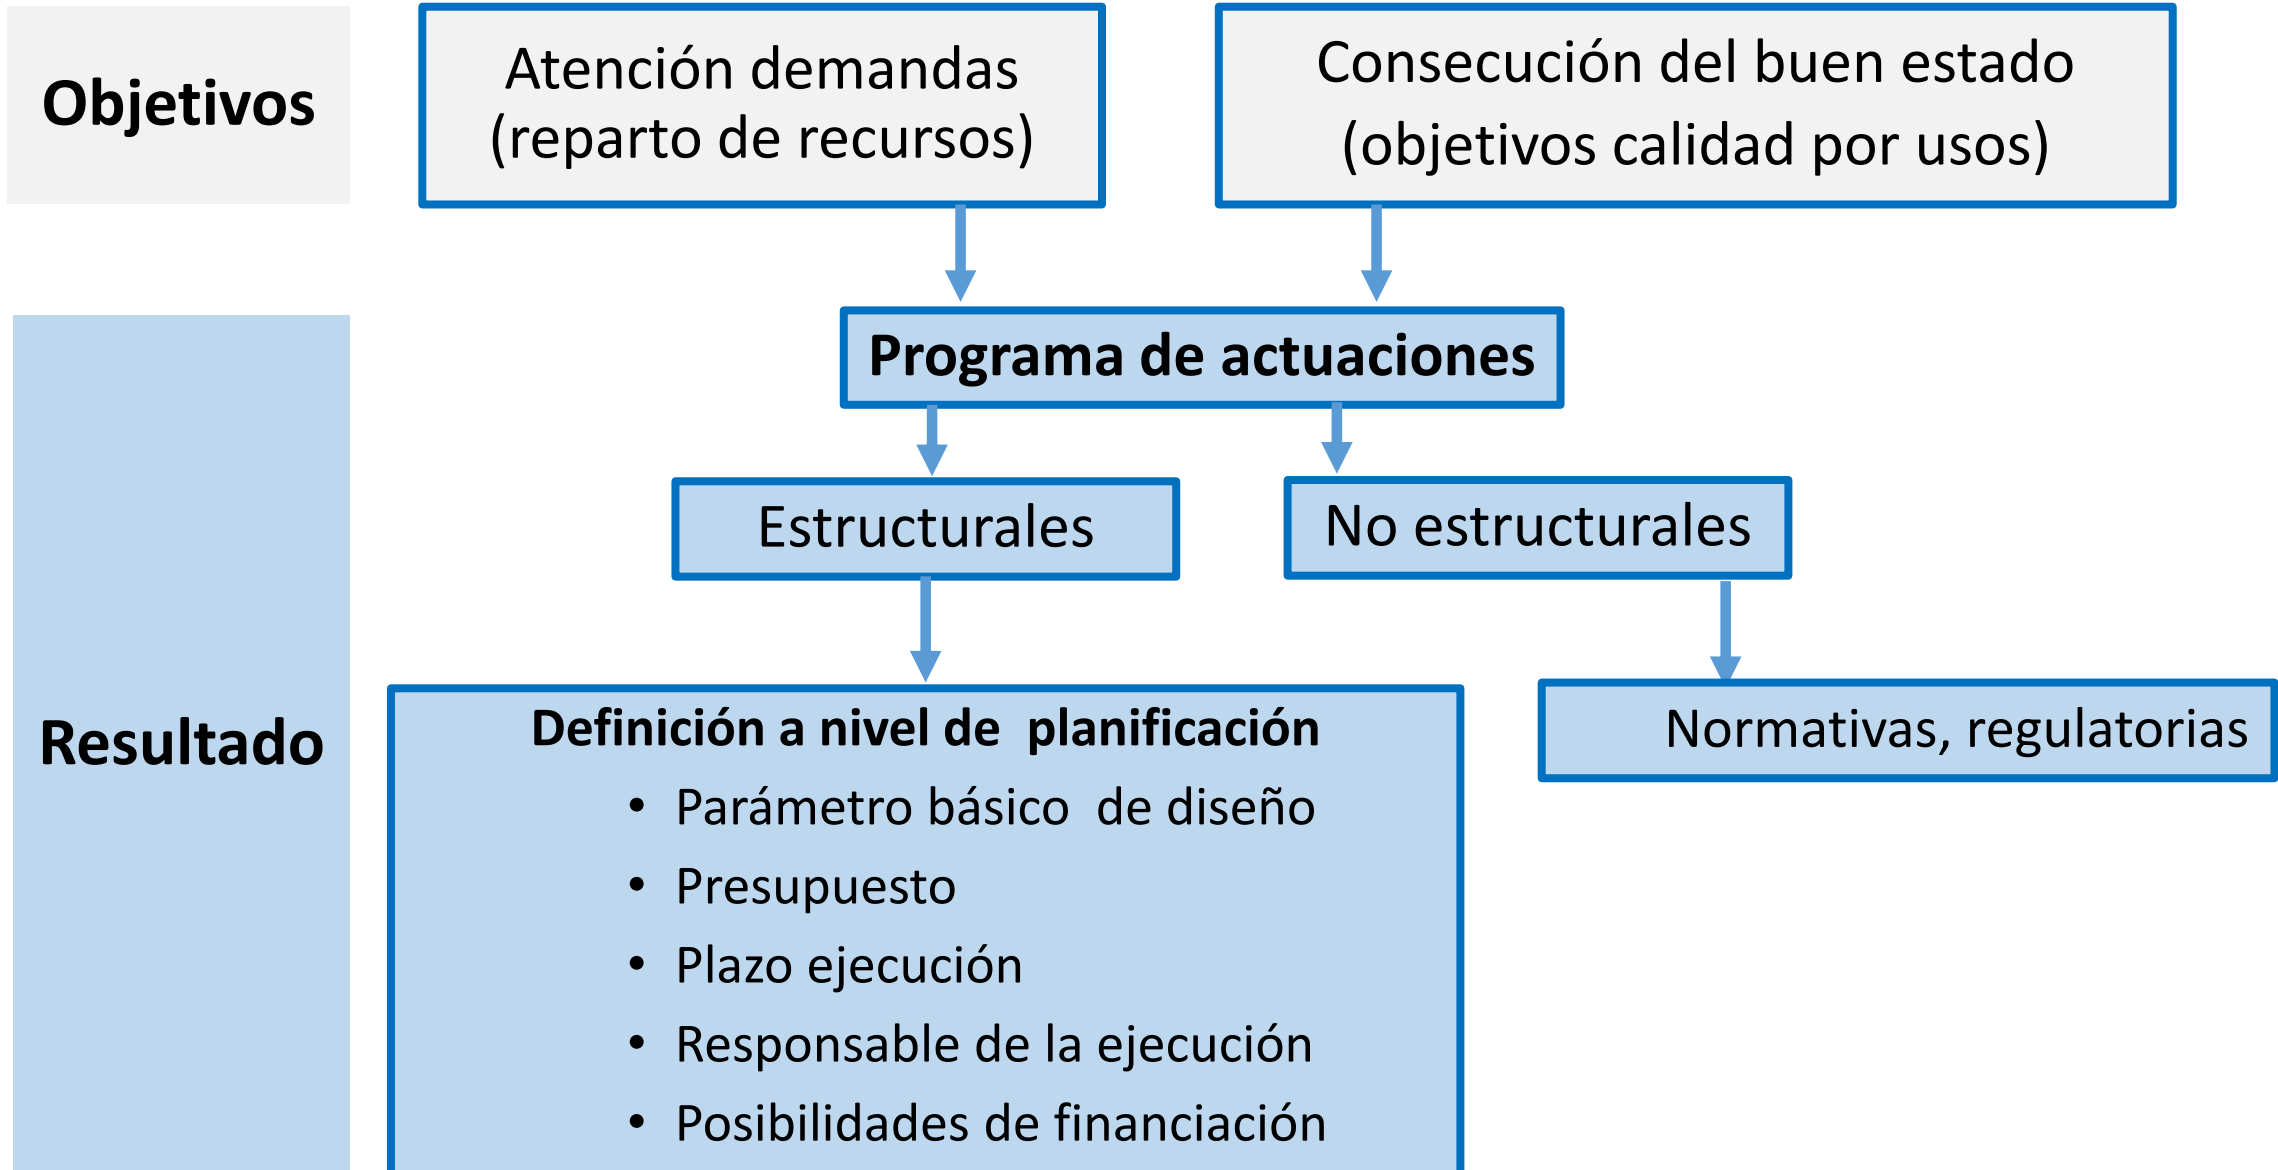 Objetivos
Atención demandas
(reparto de recursos)
Consecución del buen estado
(objetivos calidad por usos)
Programa de actuaciones
Estructurales
No estructurales
Resultado
Definición a nivel de  planificación
• Parámetro básico  de diseño
• Presupuesto
• Plazo ejecución
• Responsable de la ejecución
• Posibilidades de financiación
Normativas, regulatorias